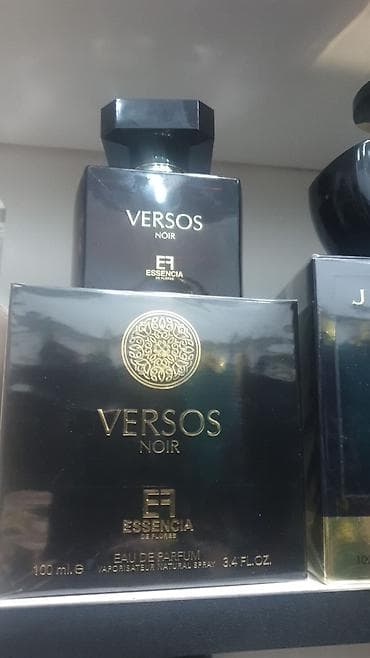 VERSOS
NOIR
EF
ESSENCIA
DE FLORES
J
VERSOS
NOIR
EF
ESSENCIA
DE FLORES
EAU DE PARFUM
100 ml. e VAPORISATEUR NATURAL SPRAY 3.4 FL.OZ.